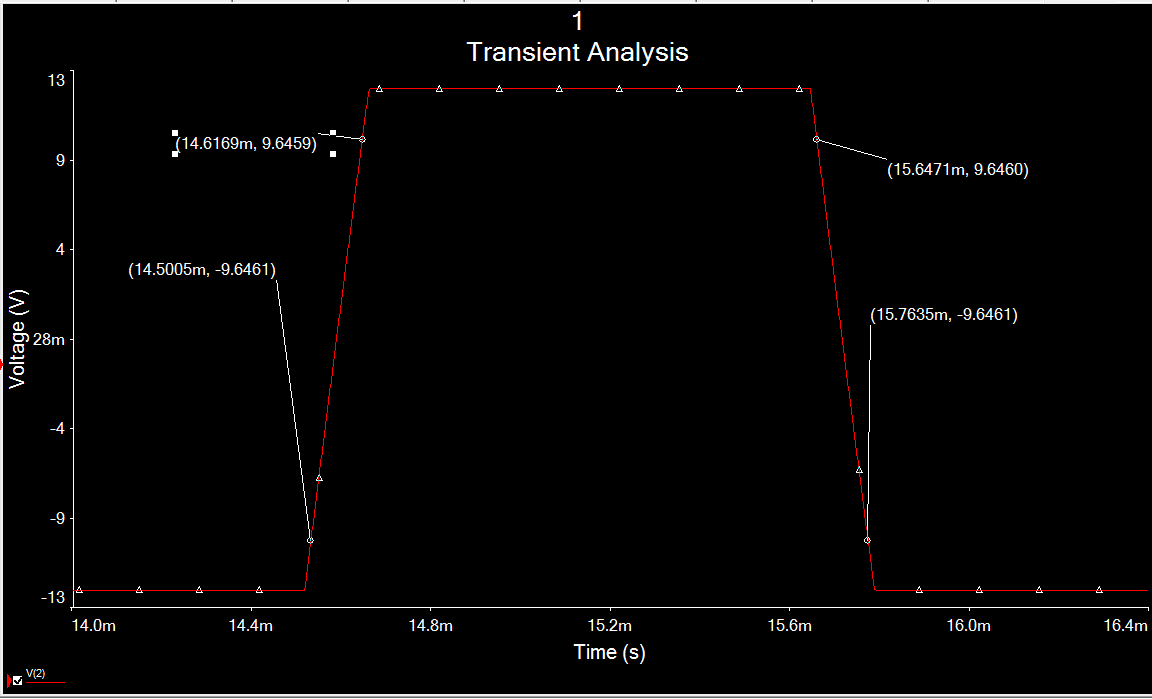 1
Transient Analysis
13
(14.6169m, 9.6459)
9
(15.6471m, 9.6460)
4
(14.5005m, -9.6461)
(15.7635m, -9.6461)
Voltage (V)
28m
-4
-9
-13
14.0m 14.4m 14.8m 15.2m 15.6m 16.0m 16.4m
Time (s)
V(2)